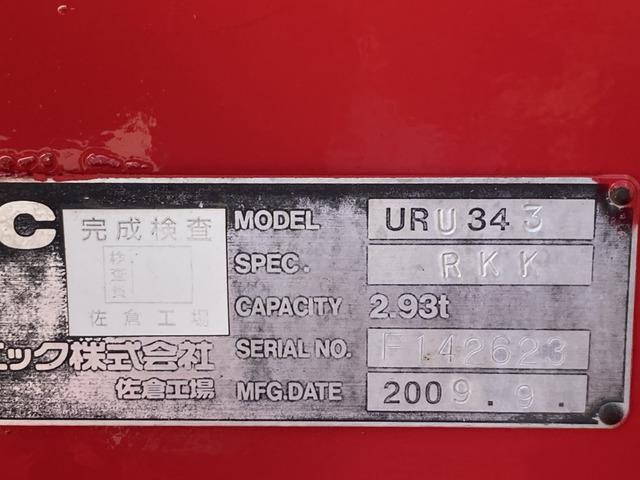 C
完成検査
検査員
佐倉工場
ニック株式会社
佐倉工場
MODEL URU343
SPEC. RKK
CAPACITY 2.93t
SERIAL NO. F142623
MFG.DATE 2009.9.